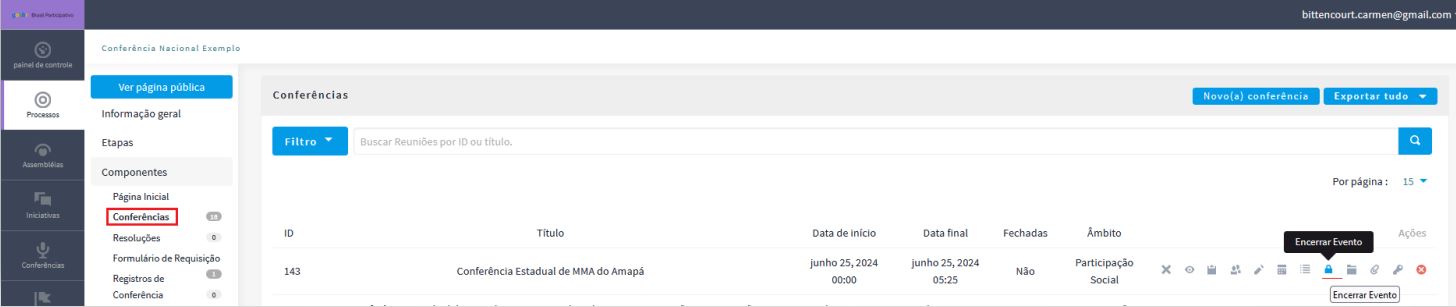 Brasil Participativo
bittencourt.carmen@gmail.com
painel de controle
Processos
Assembléias
Iniciativas
Conferências
Conferência Nacional Exemplo
Ver página pública
Informação geral
Etapas
Componentes
Página Inicial
Conferências 16
Resoluções 0
Formulário de Requisição
Registros de 1
Conferência 0
Conferências
Novo(a) conferência
Exportar tudo
Filtro
Buscar Reuniões por ID ou título.
Por página : 15
ID Título Data de início Data final Fechadas Âmbito Ações
Encerrar Evento
143 Conferência Estadual de MMA do Amapá junho 25, 2024 00:00 junho 25, 2024 05:25 Não Participação Social
Encerrar Evento